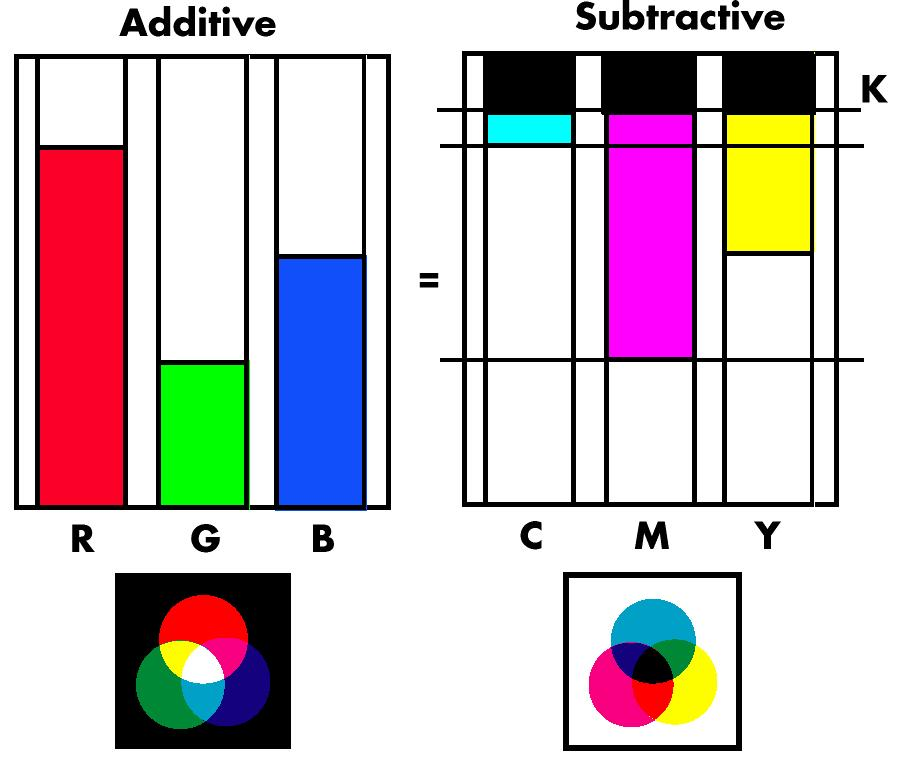 Additive
Subtractive
K
=
R G B
C M Y